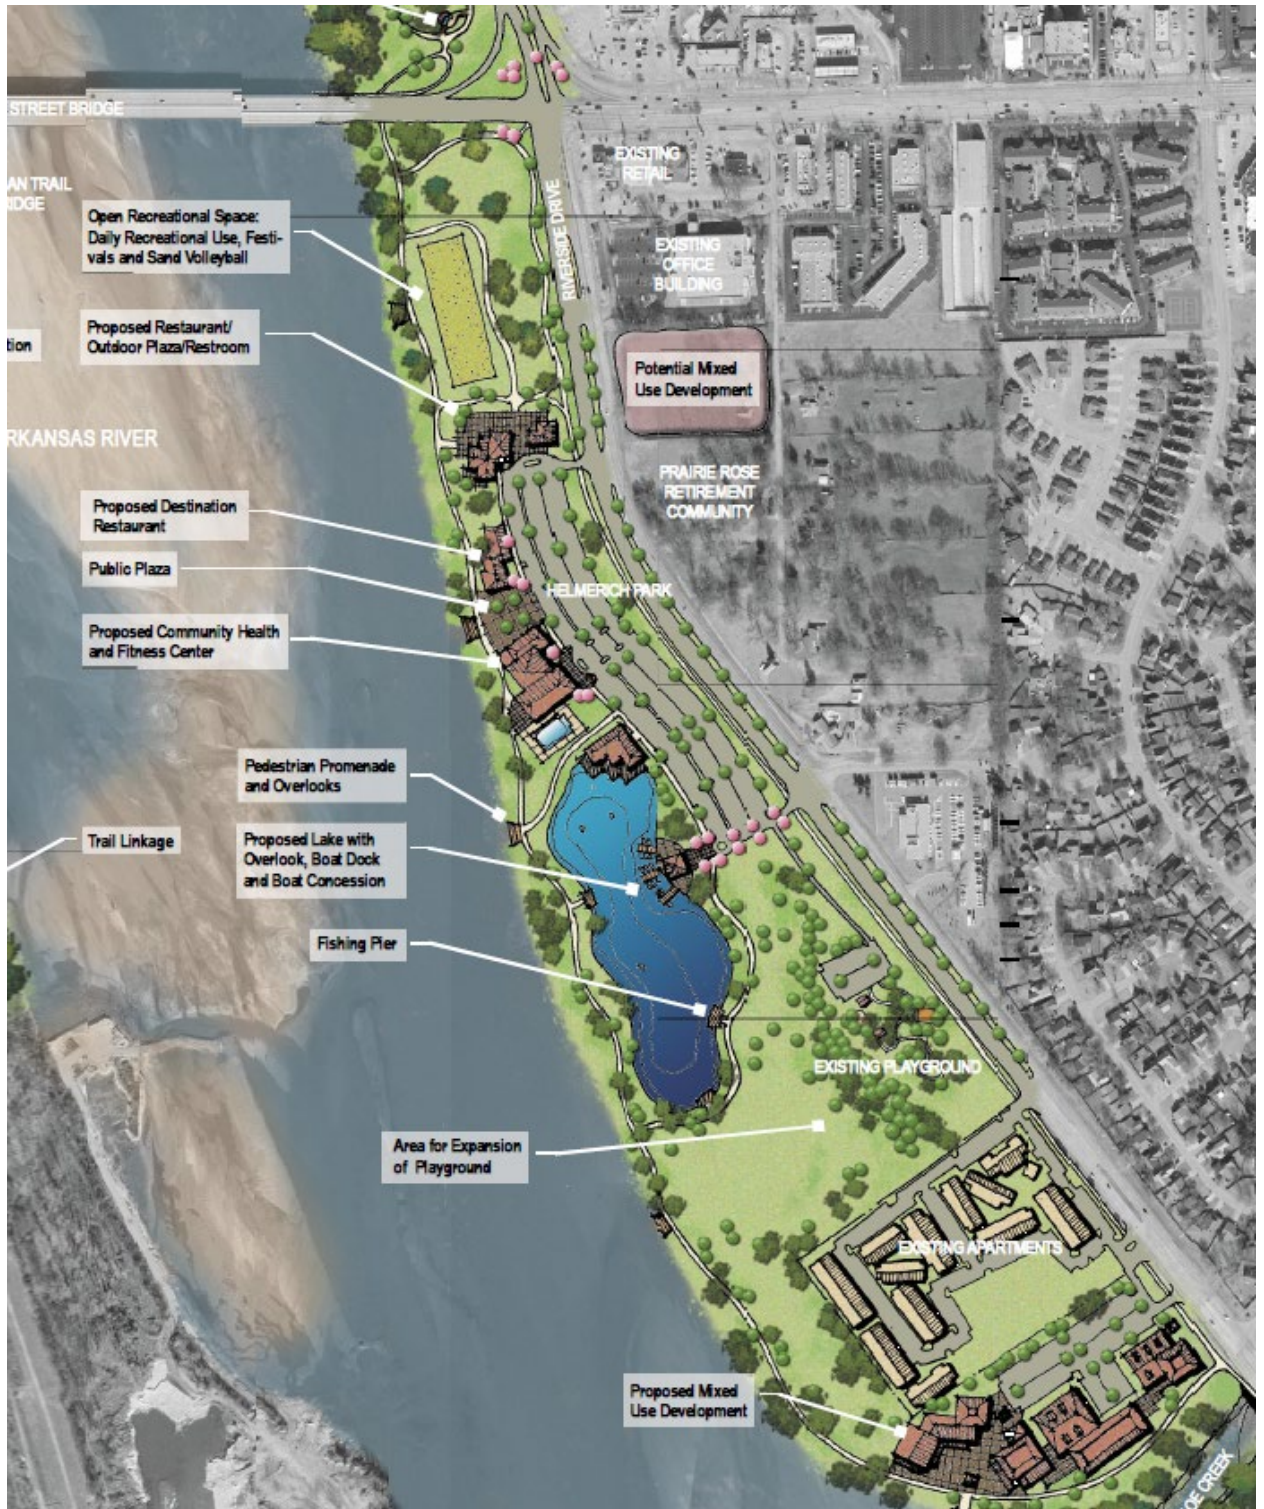 STREET BRIDGE
EXISTING
RETAIL
AN TRAIL
IDGE
Open Recreational Space:
Daily Recreational Use, Festi-
vals and Sand Volleyball
RIVERSIDE DRIVE
EXISTING
OFFICE
BUILDING
Proposed Restaurant/
Outdoor Plaza/Restroom
tion
Potential Mixed
Use Development
RKANSAS RIVER
PRAIRIE ROSE
RETIREMENT
COMMUNITY
Proposed Destination
Restaurant
Public Plaza
HELMERICH PARK
Proposed Community Health
and Fitness Center
Pedestrian Promenade
and Overlooks
Trail Linkage
Proposed Lake with
Overlook, Boat Dock
and Boat Concession
Fishing Pier
EXISTING PLAYGROUND
Area for Expansion
of Playground
EXISTING APARTMENTS
Proposed Mixed
Use Development
E CREEK